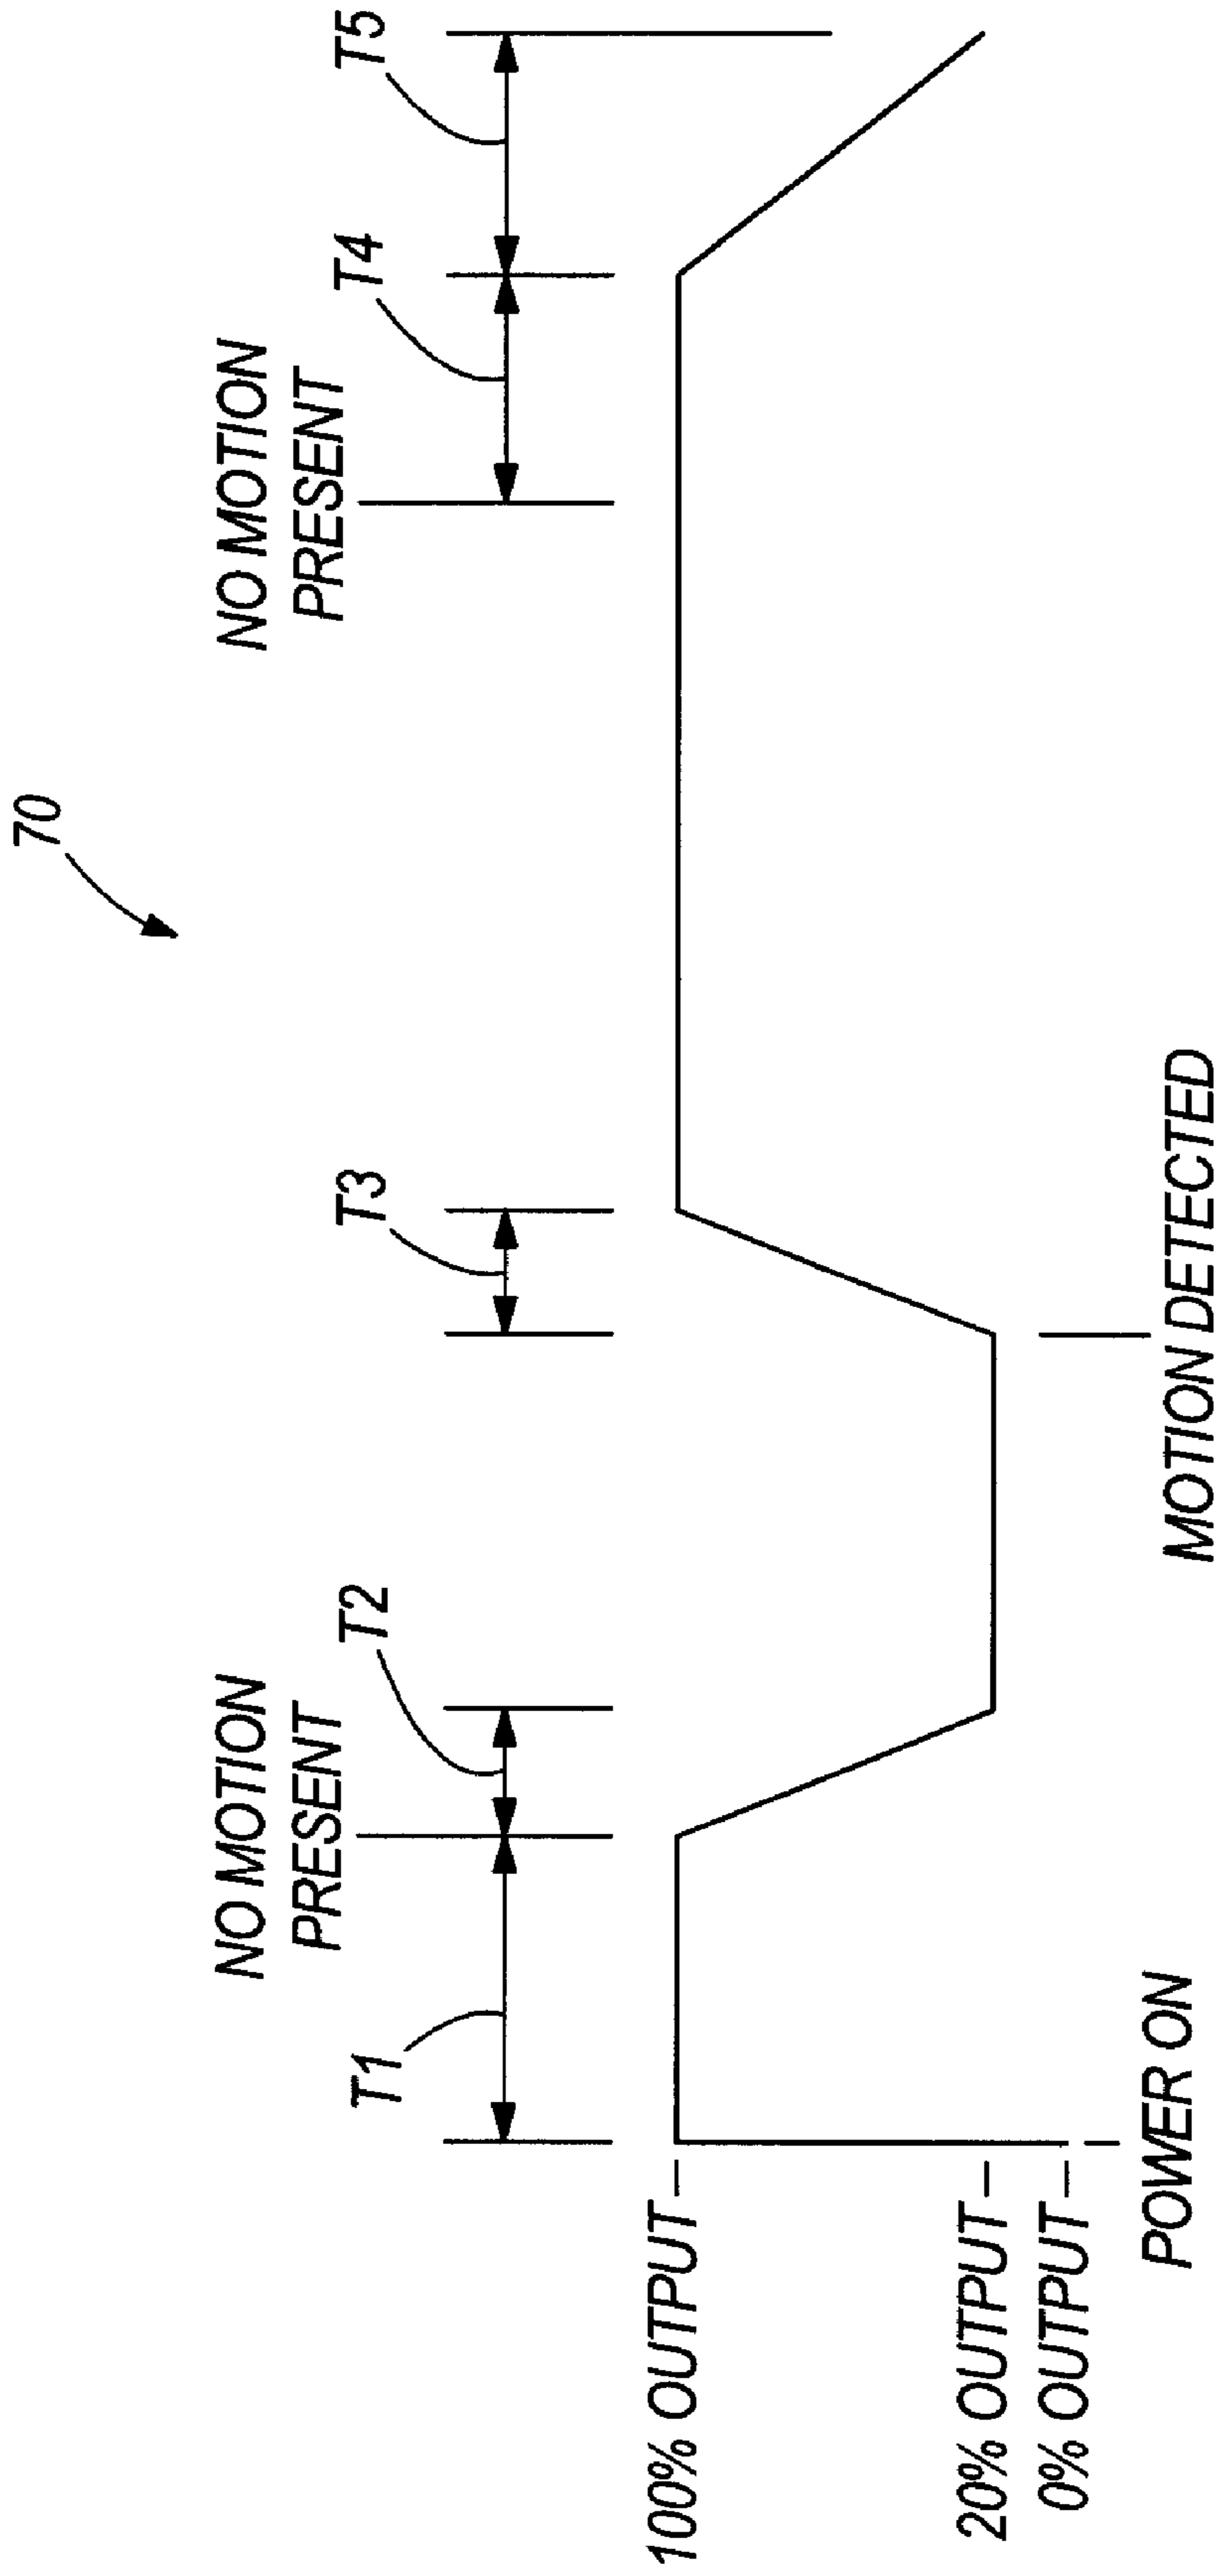 70
NO MOTION
PRESENT
NO MOTION
PRESENT
T1
T2
T3
T4
T5
100% OUTPUT
20% OUTPUT
0% OUTPUT
POWER ON
MOTION DETECTED